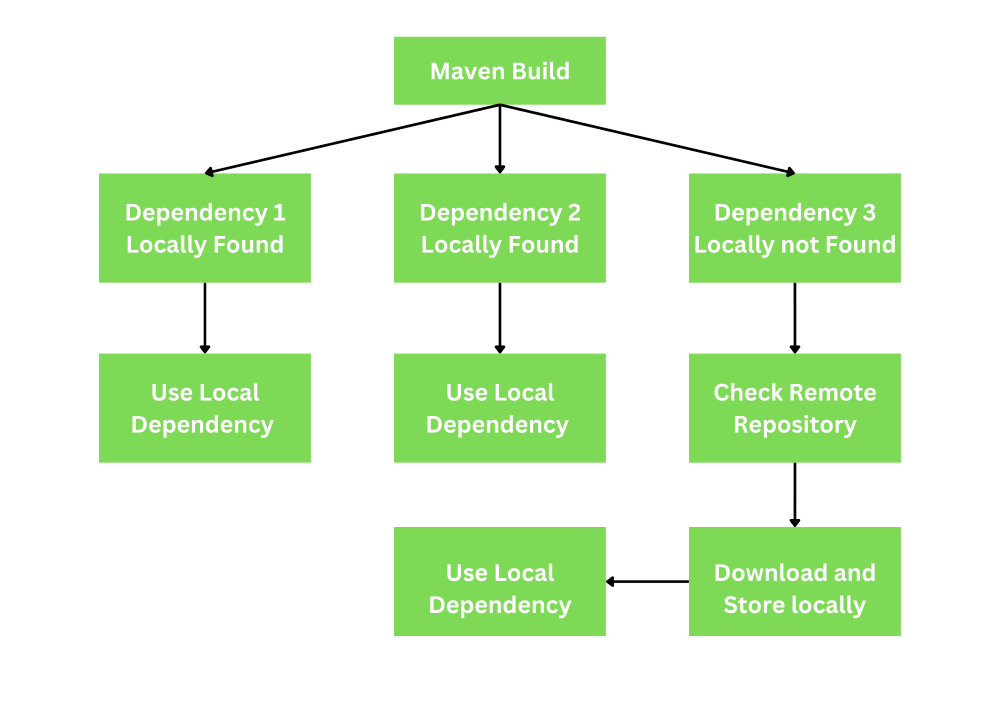 Maven Build
Dependency 1
Locally Found
Dependency 2
Locally Found
Dependency 3
Locally not Found
Use Local
Dependency
Use Local
Dependency
Check Remote
Repository
Use Local
Dependency
Download and
Store locally